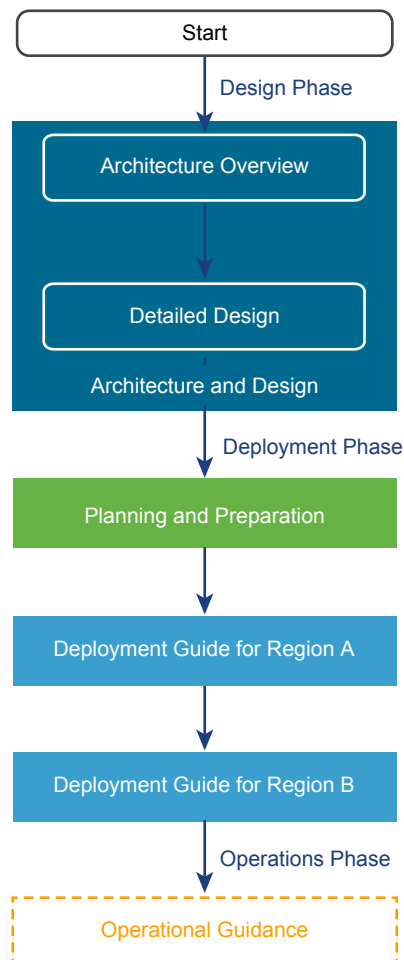 Start
Design Phase
Architecture Overview
Detailed Design
Architecture and Design
Deployment Phase
Planning and Preparation
Deployment Guide for Region A
Deployment Guide for Region B
Operations Phase
Operational Guidance